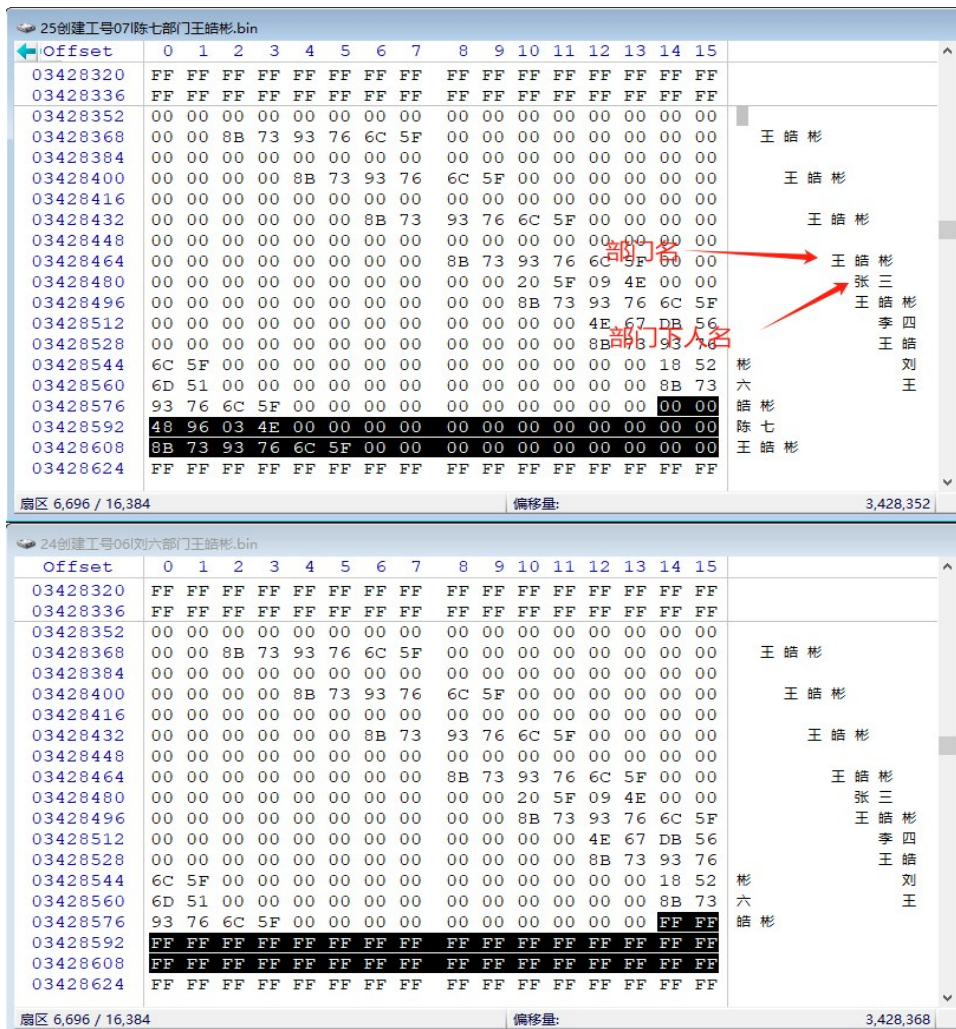 25创建工号07l陈七部门王皓彬.bin
Offset 0 1 2 3 4 5 6 7 8 9 10 11 12 13 14 15
03428320 FF FF FF FF FF FF FF FF FF FF FF FF FF FF FF FF
03428336 FF FF FF FF FF FF FF FF FF FF FF FF FF FF FF FF
03428352 00 00 00 00 00 00 00 00 00 00 00 00 00 00 00 00
03428368 00 00 8B 73 93 76 6C 5F 00 00 00 00 00 00 00 00 王皓彬
03428384 00 00 00 00 00 00 00 00 00 00 00 00 00 00 00 00
03428400 00 00 00 00 8B 73 93 76 6C 5F 00 00 00 00 00 00 王皓彬
03428416 00 00 00 00 00 00 00 00 00 00 00 00 00 00 00 00
03428432 00 00 00 00 00 00 8B 73 93 76 6C 5F 00 00 00 00 王皓彬
03428448 00 00 00 00 00 00 00 00 00 00 00 00 00 00 00 00
部门名
03428464 00 00 00 00 00 00 00 00 8B 73 93 76 6C 5F 00 00 王皓彬
03428480 00 00 00 00 00 00 00 00 00 00 20 5F 09 4E 00 00 张三
03428496 00 00 00 00 00 00 00 00 00 00 8B 73 93 76 6C 5F 王皓彬
03428512 00 00 00 00 00 00 00 00 00 00 00 00 4E 67 DB 56 李四
部门下人名
03428528 00 00 00 00 00 00 00 00 00 00 00 00 8B 73 93 76 王皓
03428544 6C 5F 00 00 00 00 00 00 00 00 00 00 00 00 18 52 彬 刘
03428560 6D 51 00 00 00 00 00 00 00 00 00 00 00 00 8B 73 六 王
03428576 93 76 6C 5F 00 00 00 00 00 00 00 00 00 00 00 00 皓彬
03428592 48 96 03 4E 00 00 00 00 00 00 00 00 00 00 00 00 陈七
03428608 8B 73 93 76 6C 5F 00 00 00 00 00 00 00 00 00 00 王皓彬
03428624 FF FF FF FF FF FF FF FF FF FF FF FF FF FF FF FF
扇区 6,696 / 16,384 偏移量: 3,428,352
24创建工号06l刘六部门王皓彬.bin
Offset 0 1 2 3 4 5 6 7 8 9 10 11 12 13 14 15
03428320 FF FF FF FF FF FF FF FF FF FF FF FF FF FF FF FF
03428336 FF FF FF FF FF FF FF FF FF FF FF FF FF FF FF FF
03428352 00 00 00 00 00 00 00 00 00 00 00 00 00 00 00 00
03428368 00 00 8B 73 93 76 6C 5F 00 00 00 00 00 00 00 00 王皓彬
03428384 00 00 00 00 00 00 00 00 00 00 00 00 00 00 00 00
03428400 00 00 00 00 8B 73 93 76 6C 5F 00 00 00 00 00 00 王皓彬
03428416 00 00 00 00 00 00 00 00 00 00 00 00 00 00 00 00
03428432 00 00 00 00 00 00 8B 73 93 76 6C 5F 00 00 00 00 王皓彬
03428448 00 00 00 00 00 00 00 00 00 00 00 00 00 00 00 00
03428464 00 00 00 00 00 00 00 00 8B 73 93 76 6C 5F 00 00 王皓彬
03428480 00 00 00 00 00 00 00 00 00 00 20 5F 09 4E 00 00 张三
03428496 00 00 00 00 00 00 00 00 00 00 8B 73 93 76 6C 5F 王皓彬
03428512 00 00 00 00 00 00 00 00 00 00 00 00 4E 67 DB 56 李四
03428528 00 00 00 00 00 00 00 00 00 00 00 00 8B 73 93 76 王皓
03428544 6C 5F 00 00 00 00 00 00 00 00 00 00 00 00 18 52 彬 刘
03428560 6D 51 00 00 00 00 00 00 00 00 00 00 00 00 8B 73 六 王
03428576 93 76 6C 5F 00 00 00 00 00 00 00 00 00 00 FF FF 皓彬
03428592 FF FF FF FF FF FF FF FF FF FF FF FF FF FF FF FF
03428608 FF FF FF FF FF FF FF FF FF FF FF FF FF FF FF FF
03428624 FF FF FF FF FF FF FF FF FF FF FF FF FF FF FF FF
扇区 6,696 / 16,384 偏移量: 3,428,368